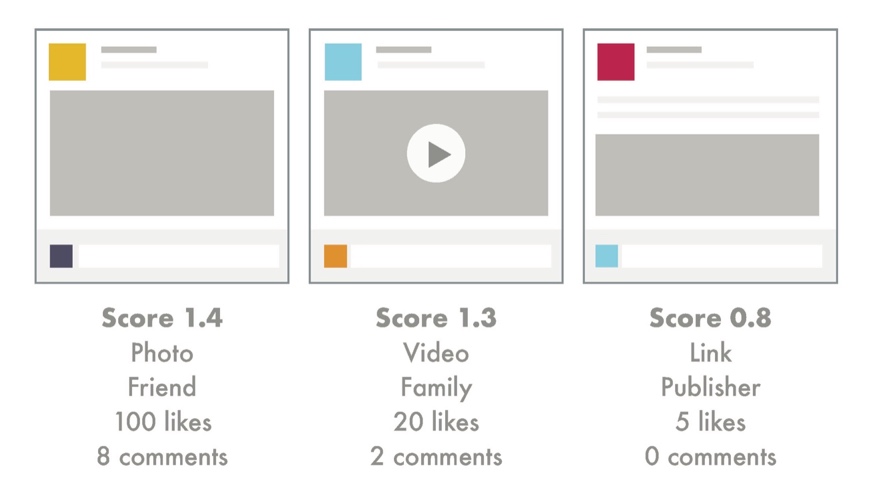 Score 1.4
Photo
Friend
100 likes
8 comments
Score 1.3
Video
Family
20 likes
2 comments
Score 0.8
Link
Publisher
5 likes
0 comments